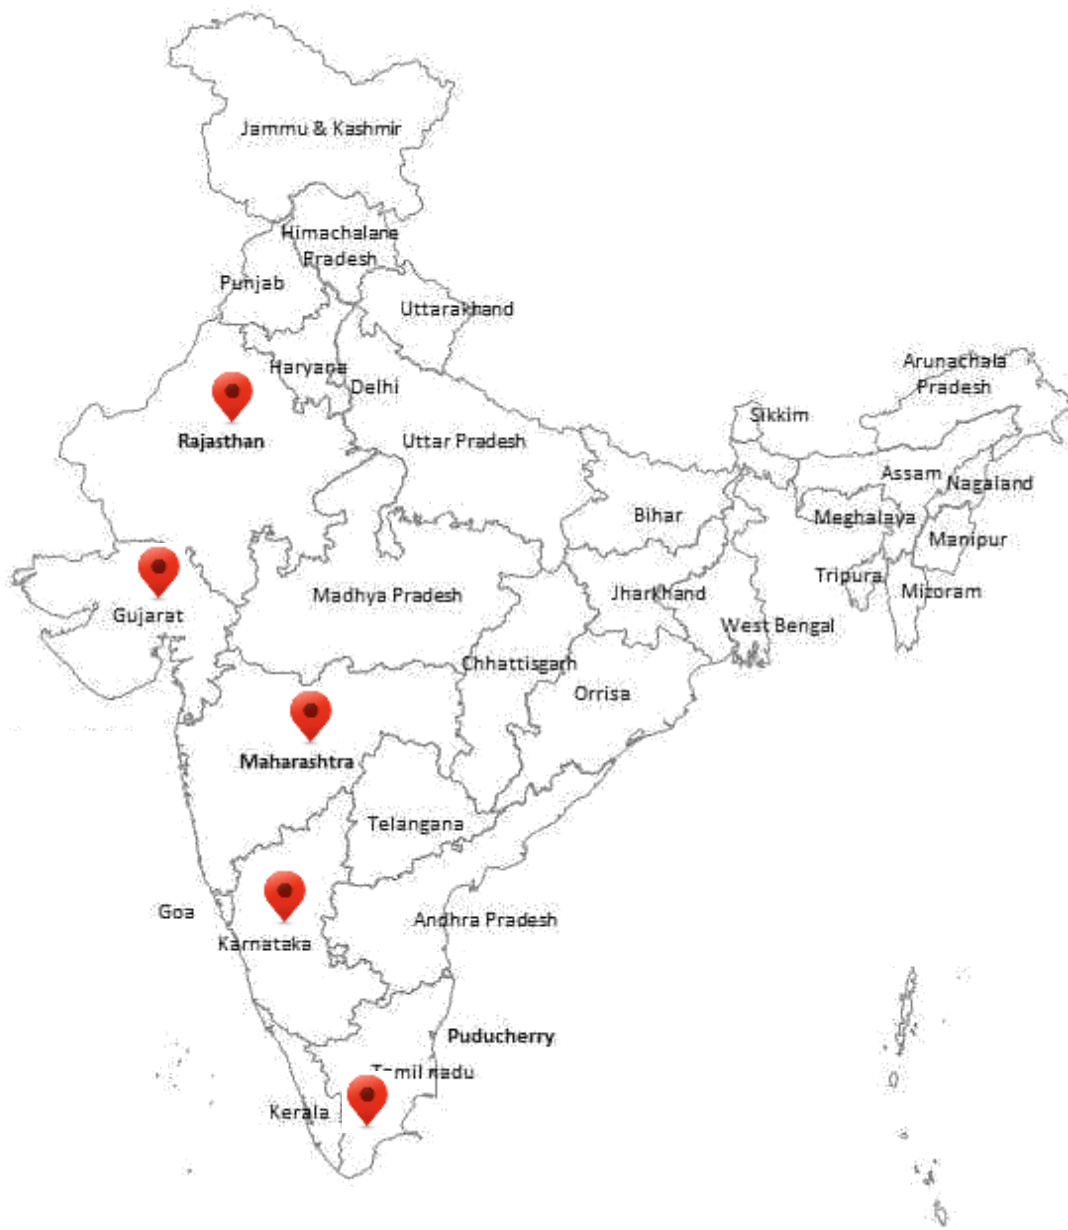 Jammu & Kashmir
Himachalane
Pradesh
Punjab
Uttarakhand
Haryana
Delhi
Arunachala
Pradesh
Sikkim
Rajasthan
Uttar Pradesh
Assam
Nagaland
Bihar
Meghalaya
Manipur
Tripura
Mizoram
Gujarat
Madhya Pradesh
Jharkhand
West Bengal
Chhattisgarh
Orrisa
Maharashtra
Telangana
Goa
Andhra Pradesh
Karnataka
Puducherry
Tamil nadu
Kerala